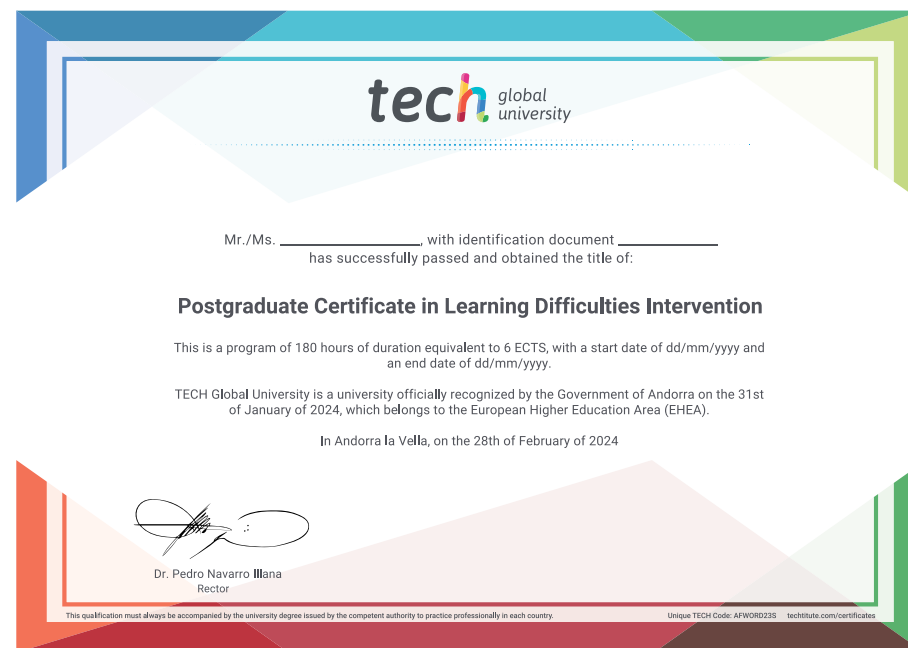 tech global
university
Mr./Ms. ____________________, with identification document ______________
has successfully passed and obtained the title of:
Postgraduate Certificate in Learning Difficulties Intervention
This is a program of 180 hours of duration equivalent to 6 ECTS, with a start date of dd/mm/yyyy and
an end date of dd/mm/yyyy.
TECH Global University is a university officially recognized by the Government of Andorra on the 31st
of January of 2024, which belongs to the European Higher Education Area (EHEA).
In Andorra la Vella, on the 28th of February of 2024
Dr. Pedro Navarro Illana
Rector
This qualification must always be accompanied by the university degree issued by the competent authority to practice professionally in each country. Unique TECH Code: AFWORD23S techtitute.com/certificates